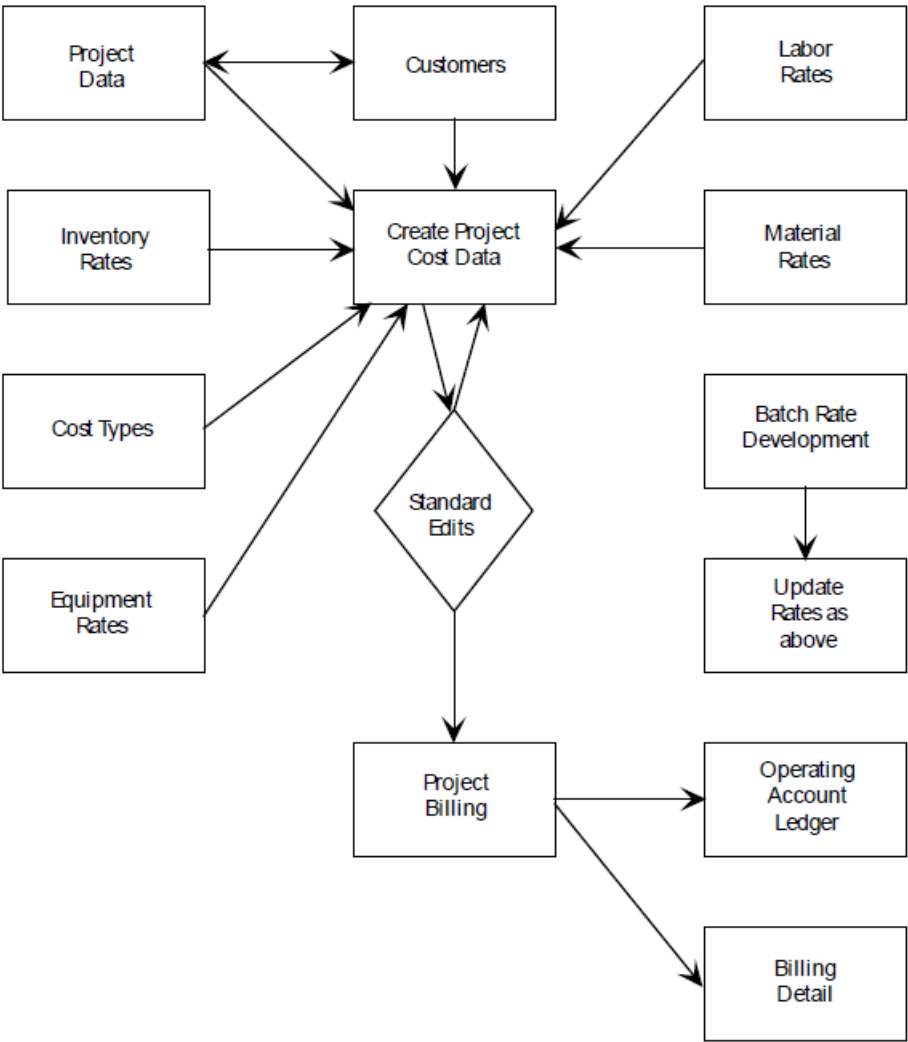 Project
Data
Customers
Labor
Rates
Inventory
Rates
Create Project
Cost Data
Material
Rates
Cost Types
Batch Rate
Development
Standard
Edits
Equipment
Rates
Update
Rates as
above
Project
Billing
Operating
Account
Ledger
Billing
Detail